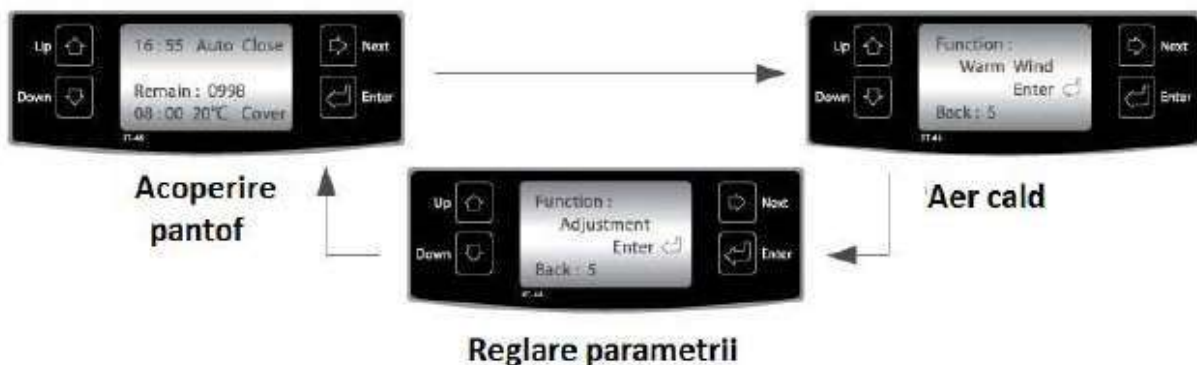 Up
16:55 Auto Close
Next
Remain : 0998
Down
08:00 20°C Cover
Enter
Acoperire
pantof
Up
Function :
Next
Warm Wind
Enter
Down
Back : 5
Enter
Aer cald
Up
Function :
Next
Adjustment
Enter
Down
Back : 5
Enter
Reglare parametrii